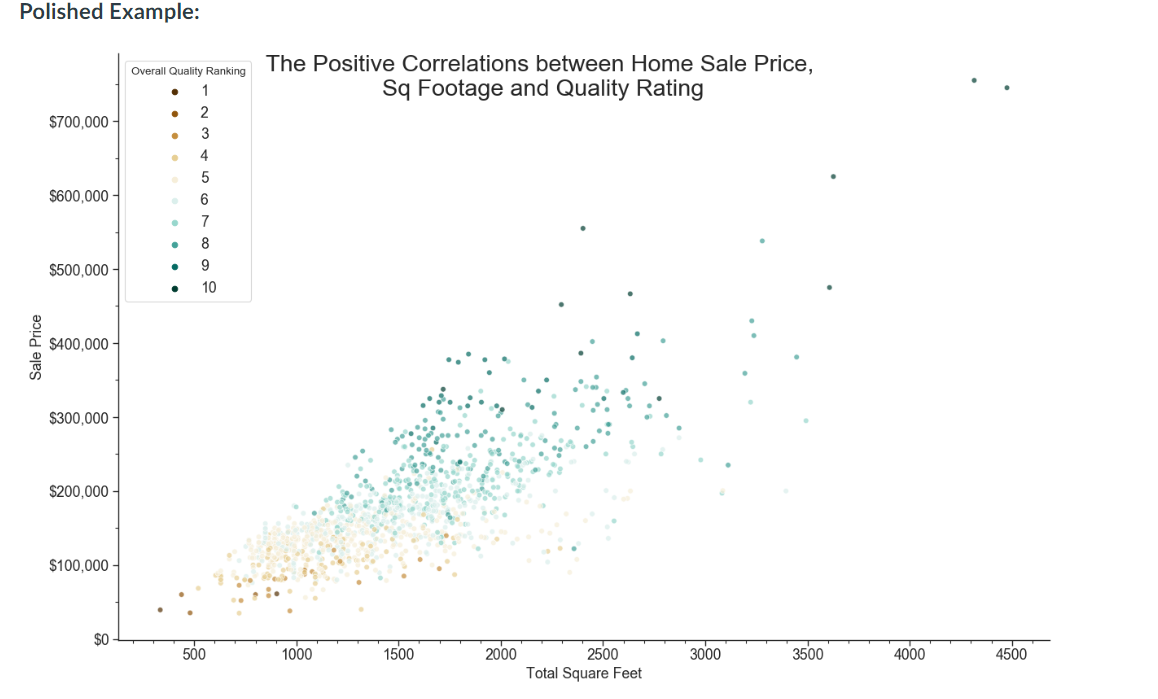 Polished Example:
The Positive Correlations between Home Sale Price,
Sq Footage and Quality Rating
Overall Quality Ranking
1
2
3
4
5
6
7
8
9
10
Sale Price
$700,000
$600,000
$500,000
$400,000
$300,000
$200,000
$100,000
$0
500 1000 1500 2000 2500 3000 3500 4000 4500
Total Square Feet